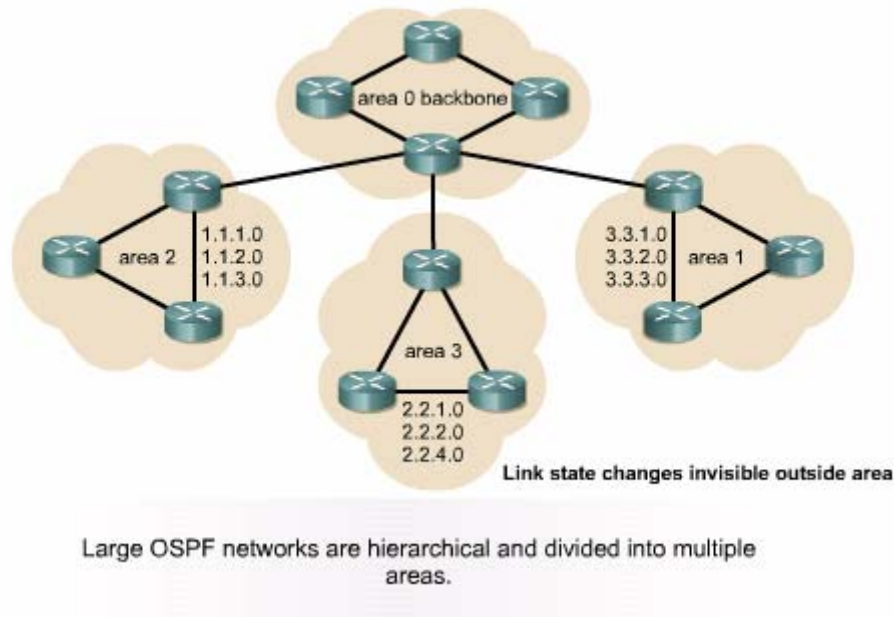 area 0 backbone
1.1.1.0
1.1.2.0
1.1.3.0
area 2
3.3.1.0
3.3.2.0
3.3.3.0
area 1
area 3
2.2.1.0
2.2.2.0
2.2.4.0
Link state changes invisible outside area
Large OSPF networks are hierarchical and divided into multiple
areas.